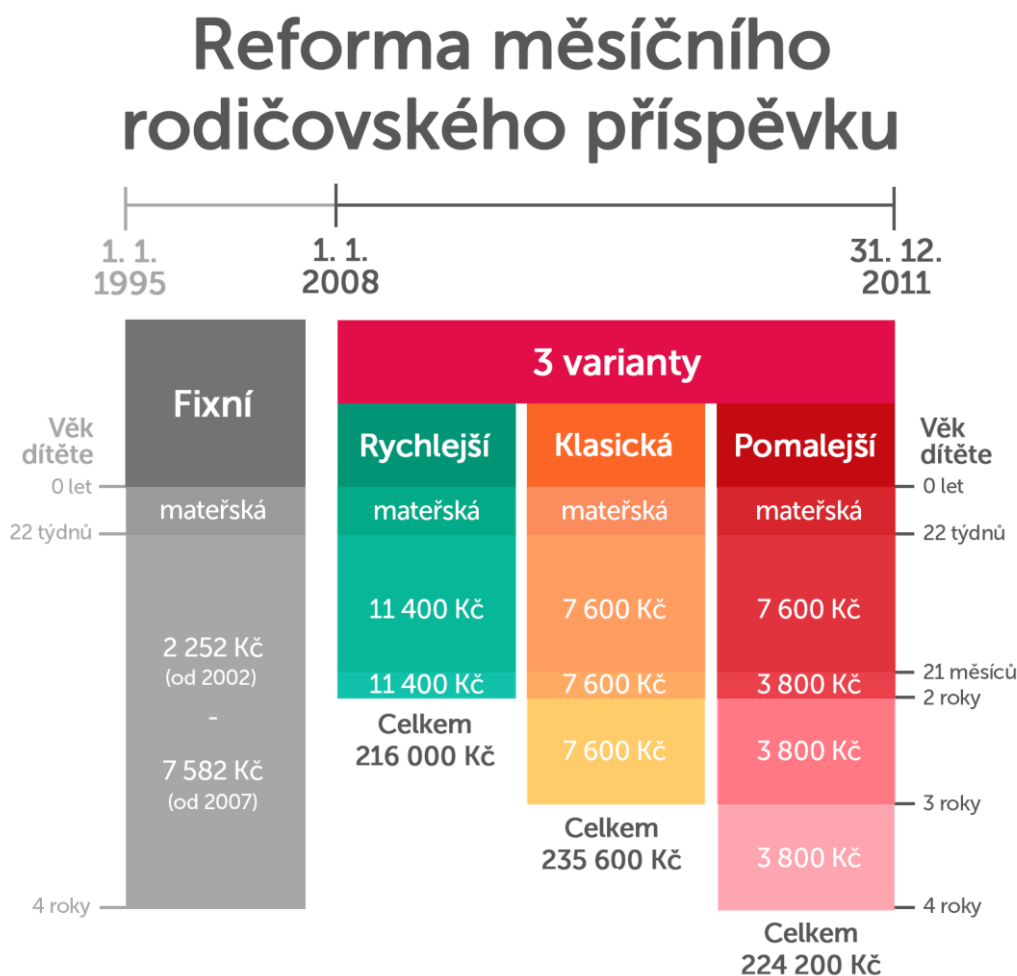 Reforma měsíčního
rodičovského příspěvku
1. 1.
1995
1. 1.
2008
31. 12.
2011
Fixní
3 varianty
Rychlejší
Klasická
Pomalejší
Věk
dítěte
Věk
dítěte
0 let
0 let
mateřská
mateřská
mateřská
mateřská
22 týdnů
22 týdnů
11 400 Kč
7 600 Kč
7 600 Kč
2 252 Kč
(od 2002)
-
7 582 Kč
(od 2007)
21 měsíců
11 400 Kč
7 600 Kč
3 800 Kč
2 roky
Celkem
216 000 Kč
7 600 Kč
3 800 Kč
3 roky
Celkem
235 600 Kč
3 800 Kč
4 roky
4 roky
Celkem
224 200 Kč